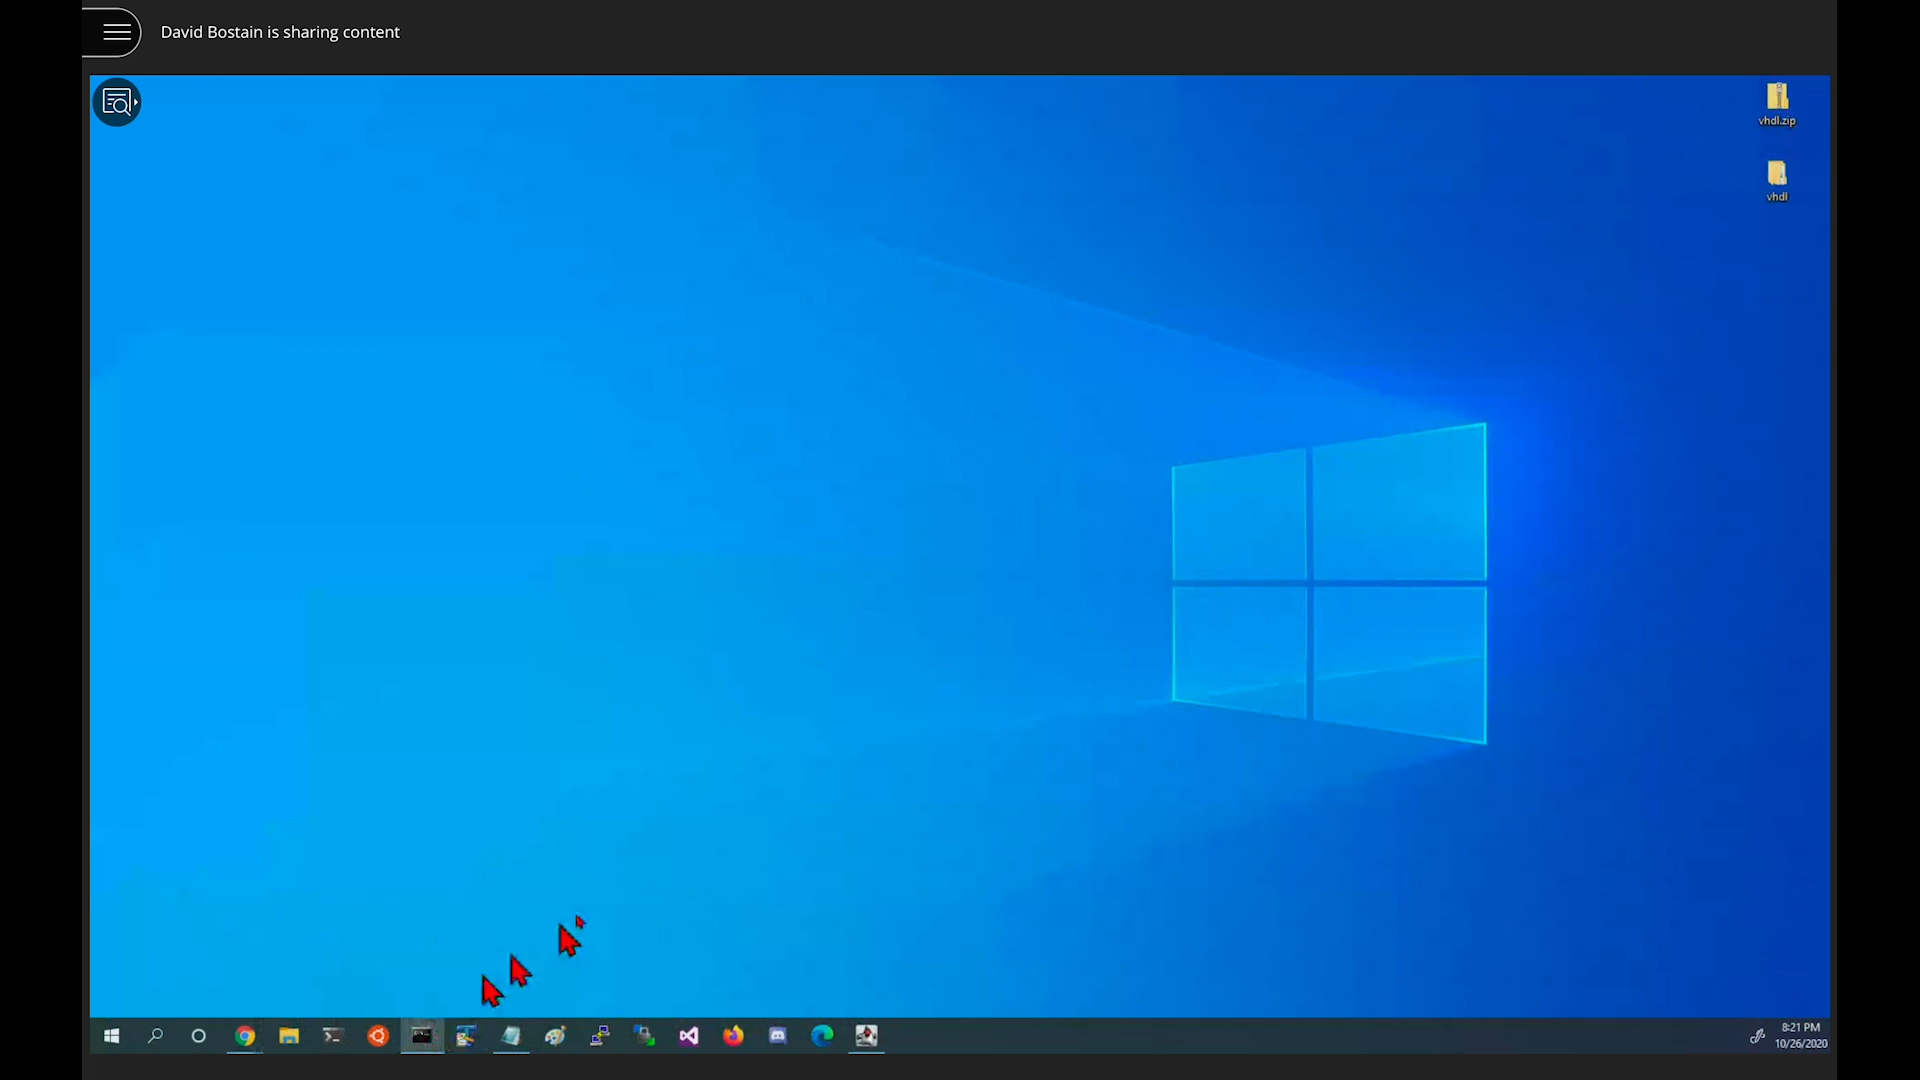 David Bostain is sharing content
vhdl.zip
vhdl
8:21 PM
10/26/2020